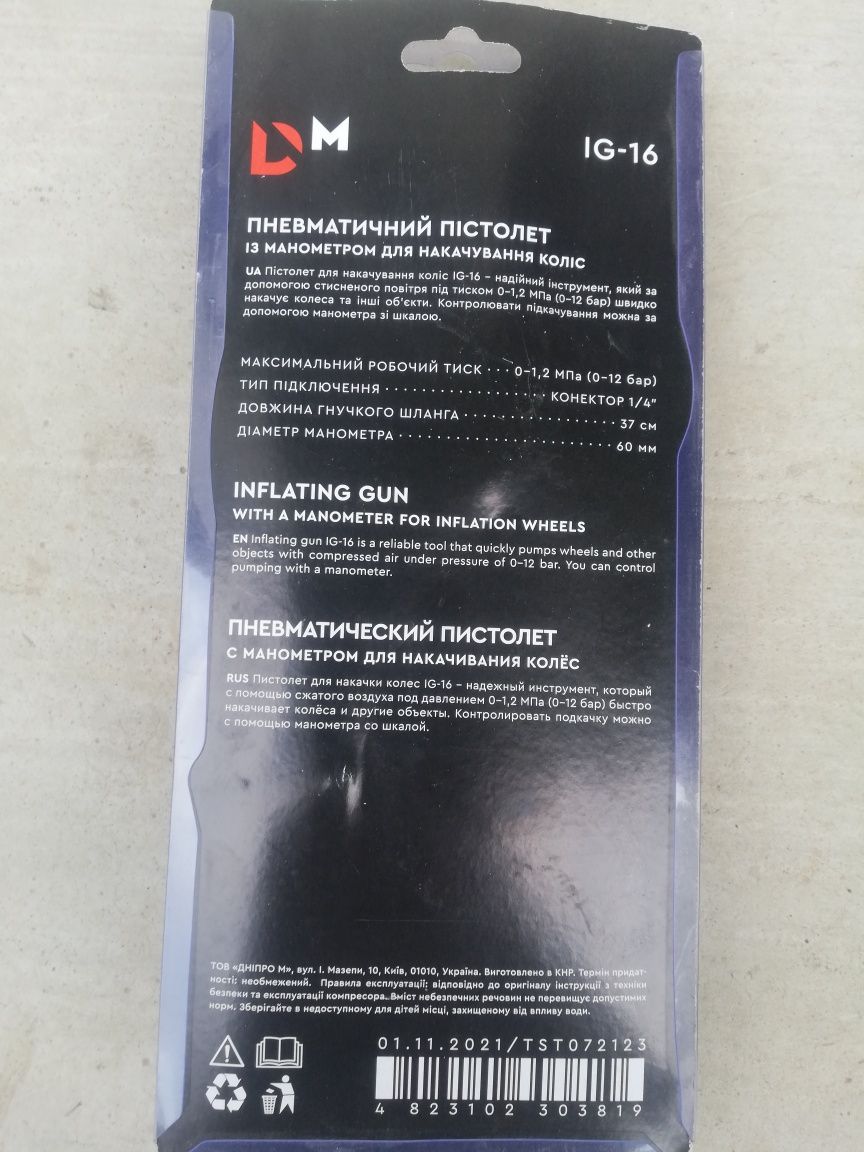 DM
IG-16
ПНЕВМАТИЧНИЙ ПІСТОЛЕТ
ІЗ МАНОМЕТРОМ ДЛЯ НАКАЧУВАННЯ КОЛІС
UA Пістолет для накачування коліс IG-16 – надійний інструмент, який за
допомогою стисненого повітря під тиском 0–1,2 МПа (0–12 бар) швидко
накачує колеса та інші об'єкти. Контролювати підкачування можна за
допомогою манометра зі шкалою.
МАКСИМАЛЬНИЙ РОБОЧИЙ ТИСК ··· 0–1,2 МПа (0–12 бар)
ТИП ПІДКЛЮЧЕННЯ ·················· КОНЕКТОР 1/4"
ДОВЖИНА ГНУЧКОГО ШЛАНГА ················· 37 см
ДІАМЕТР МАНОМЕТРА ························ 60 мм
INFLATING GUN
WITH A MANOMETER FOR INFLATION WHEELS
EN Inflating gun IG-16 is a reliable tool that quickly pumps wheels and other
objects with compressed air under pressure of 0–12 bar. You can control
pumping with a manometer.
ПНЕВМАТИЧЕСКИЙ ПИСТОЛЕТ
С МАНОМЕТРОМ ДЛЯ НАКАЧИВАНИЯ КОЛЁС
RUS Пистолет для накачки колес IG-16 – надежный инструмент, который
с помощью сжатого воздуха под давлением 0–1,2 МПа (0–12 бар) быстро
накачивает колёса и другие объекты. Контролировать подкачку можно
с помощью манометра со шкалой.
ТОВ «ДНІПРО М», вул. І. Мазепи, 10, Київ, 01010, Україна. Виготовлено в КНР. Термін придат-
ності: необмежений. Правила експлуатації: відповідно до оригіналу інструкції з техніки
безпеки та експлуатації компресора. Вміст небезпечних речовин не перевищує допустимих
норм. Зберігайте в недоступному для дітей місці, захищеному від впливу води.
01.11.2021/TST072123
4 823102 303819